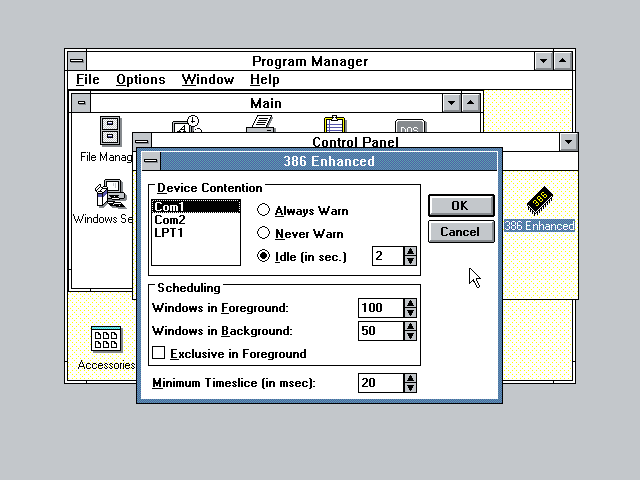 Program Manager
File Options Window Help
Main
File Manag
DOS
Control Panel
Windows Se
386 Enhanced
Device Contention
Com1
Com2
LPT1
Always Warn
Never Warn
Idle (in sec.) 2
OK
Cancel
386
386 Enhanced
Scheduling
Windows in Foreground: 100
Windows in Background: 50
Exclusive in Foreground
Minimum Timeslice (in msec): 20
Accessories